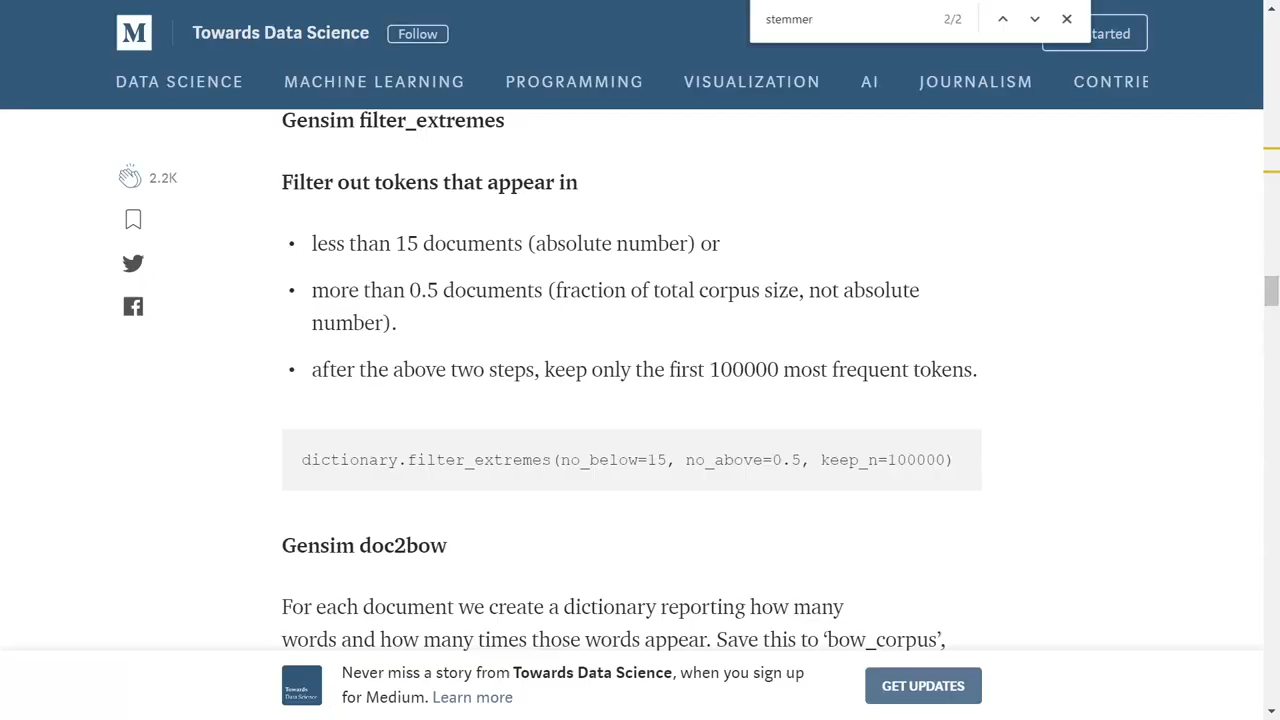 M
Towards Data Science
Follow
stemmer
2/2
tarted
DATA SCIENCE
MACHINE LEARNING
PROGRAMMING
VISUALIZATION
AI
JOURNALISM
CONTRIE
Gensim filter_extremes
2.2K
Filter out tokens that appear in
• less than 15 documents (absolute number) or
• more than 0.5 documents (fraction of total corpus size, not absolute
number).
• after the above two steps, keep only the first 100000 most frequent tokens.
dictionary.filter_extremes(no_below=15, no_above=0.5, keep_n=100000)
Gensim doc2bow
For each document we create a dictionary reporting how many
words and how many times those words appear. Save this to ‘bow_corpus’,
Towards
Data Science
Never miss a story from Towards Data Science, when you sign up
for Medium. Learn more
GET UPDATES